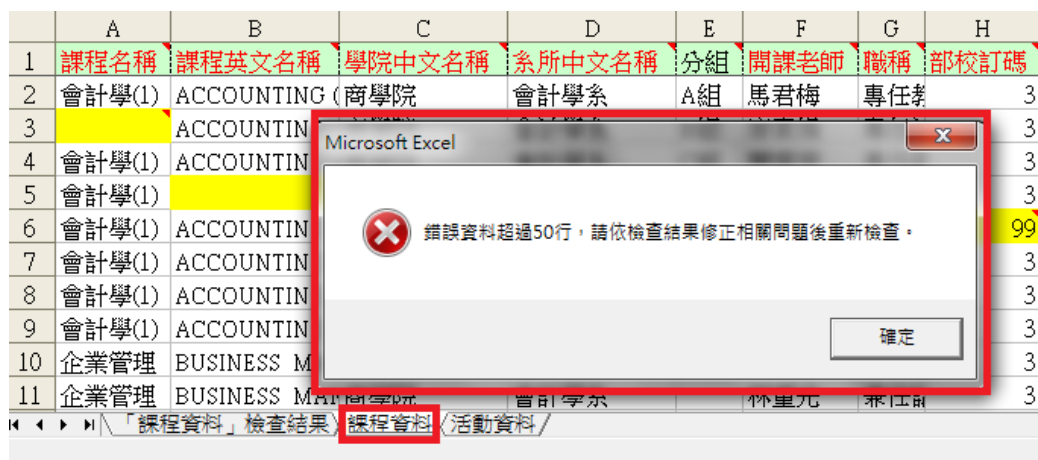 A B C D E F G H
1 課程名稱 課程英文名稱 學院中文名稱 系所中文名稱 分組 開課老師 職稱 部校訂碼
2 會計學(1) ACCOUNTING ( 商學院 會計學系 A組 馬君梅 專任 3
3 ACCOUNTIN 3
Microsoft Excel
4 會計學(1) ACCOUNTIN 3
5 會計學(1) 3
6 會計學(1) ACCOUNTIN 99
錯誤資料超過50行，請依檢查結果修正相關問題後重新檢查。
7 會計學(1) ACCOUNTIN 3
8 會計學(1) ACCOUNTIN 3
9 會計學(1) ACCOUNTIN 3
確定
10 企業管理 BUSINESS M 3
11 企業管理 BUSINESS MA 商學院 會計學系 兼任 3
「課程資料」檢查結果 課程資料 活動資料